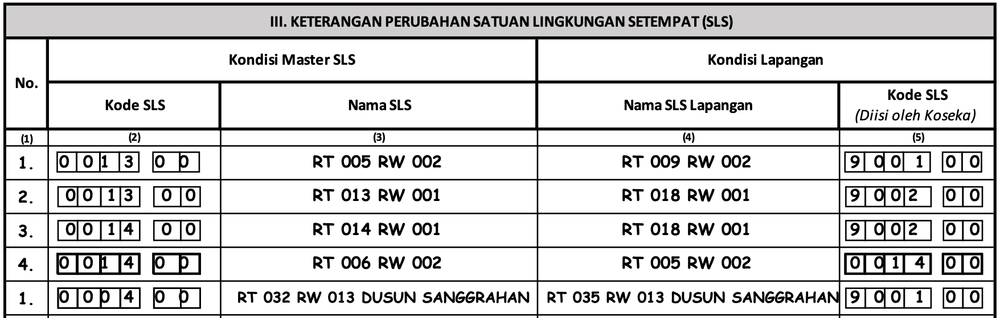 III. KETERANGAN PERUBAHAN SATUAN LINGKUNGAN SETEMPAT (SLS)
No. Kondisi Master SLS Kondisi Lapangan
Kode SLS Nama SLS Nama SLS Lapangan Kode SLS
(Diisi oleh Koseka)
(1) (2) (3) (4) (5)
1. 0013 00 RT 005 RW 002 RT 009 RW 002 9001 00
2. 0013 00 RT 013 RW 001 RT 018 RW 001 9002 00
3. 0014 00 RT 014 RW 001 RT 018 RW 001 9002 00
4. 0014 00 RT 006 RW 002 RT 005 RW 002 0014 00
1. 0004 00 RT 032 RW 013 DUSUN SANGGRAHAN RT 035 RW 013 DUSUN SANGGRAHAN 9001 00